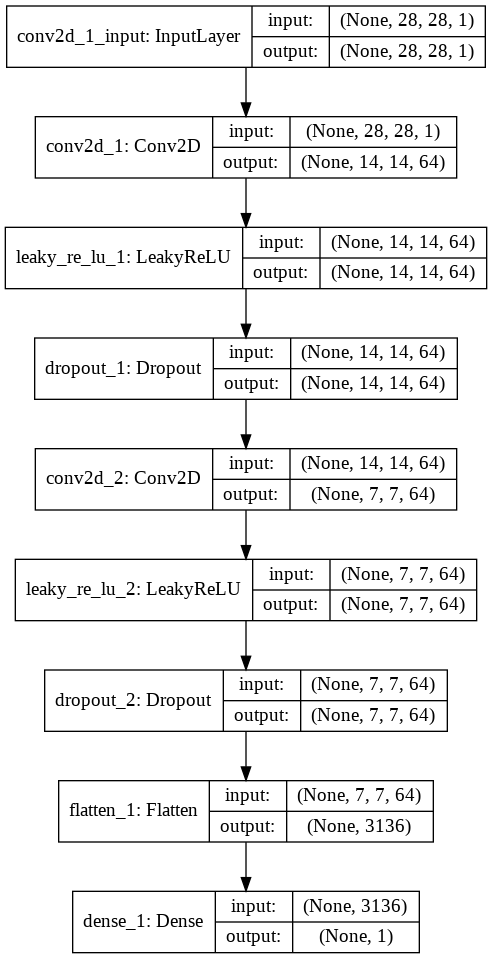 conv2d_1_input: InputLayer input: (None, 28, 28, 1)
output: (None, 28, 28, 1)
conv2d_1: Conv2D input: (None, 28, 28, 1)
output: (None, 14, 14, 64)
leaky_re_lu_1: LeakyReLU input: (None, 14, 14, 64)
output: (None, 14, 14, 64)
dropout_1: Dropout input: (None, 14, 14, 64)
output: (None, 14, 14, 64)
conv2d_2: Conv2D input: (None, 14, 14, 64)
output: (None, 7, 7, 64)
leaky_re_lu_2: LeakyReLU input: (None, 7, 7, 64)
output: (None, 7, 7, 64)
dropout_2: Dropout input: (None, 7, 7, 64)
output: (None, 7, 7, 64)
flatten_1: Flatten input: (None, 7, 7, 64)
output: (None, 3136)
dense_1: Dense input: (None, 3136)
output: (None, 1)